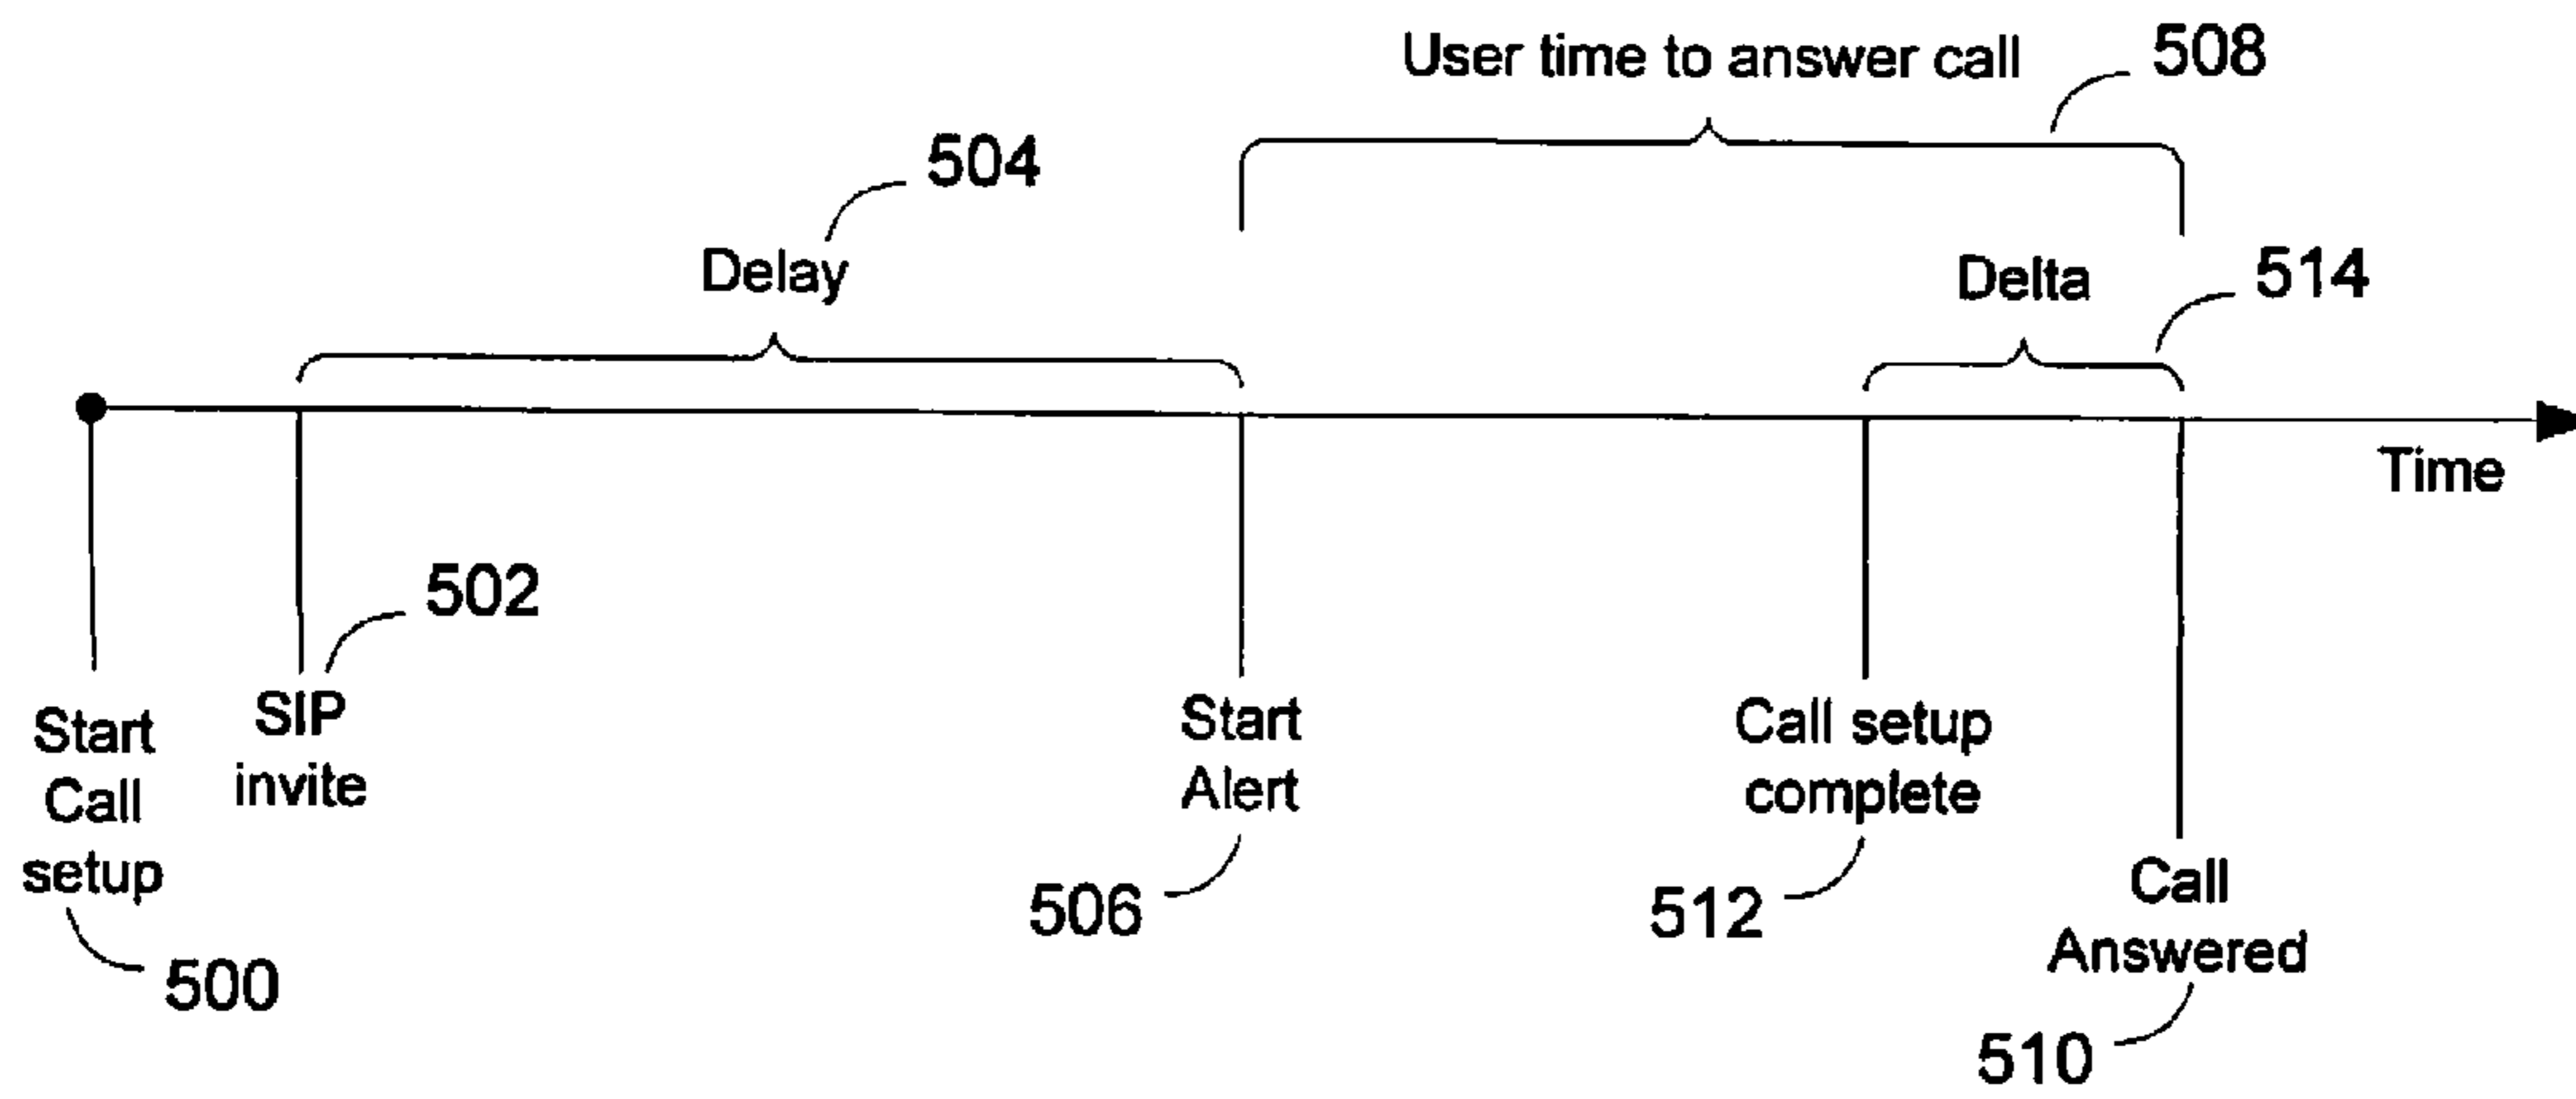 User time to answer call
508
504
Delay
Delta
514
Time
502
SIP
invite
Start
Call
setup
500
Start
Alert
506
Call setup
complete
512
Call
Answered
510